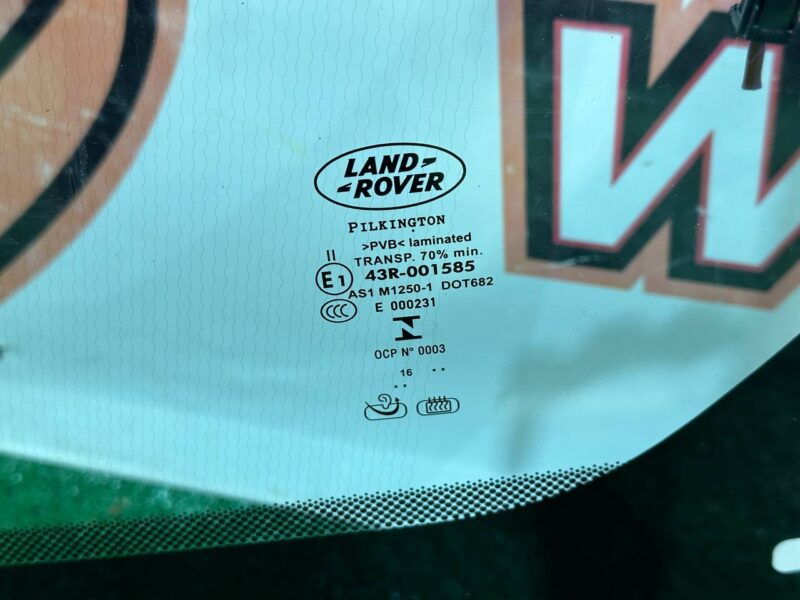 LAND-
-ROVER
PILKINGTON
>PVB< laminated
II TRANSP. 70% min.
E1 43R-001585
AS1 M1250-1 DOT682
CCC E 000231
N
OCP N° 0003
16 ..
..
W